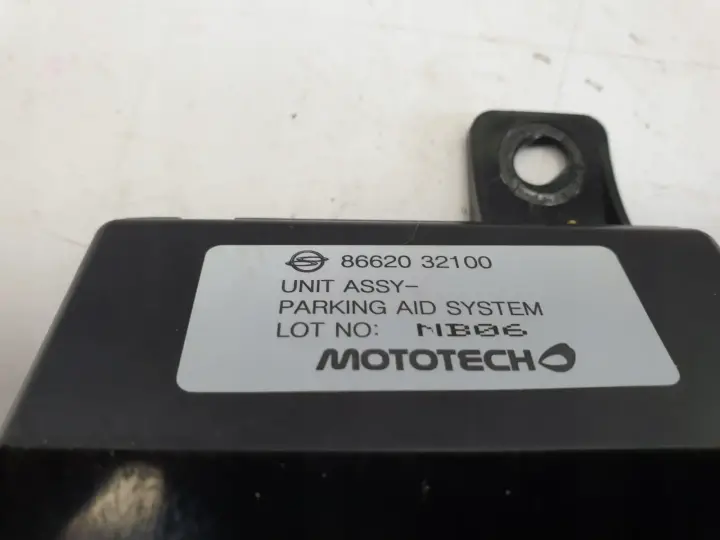 86620 32100
UNIT ASSY-
PARKING AID SYSTEM
LOT NO: NB06
MOTOTECH